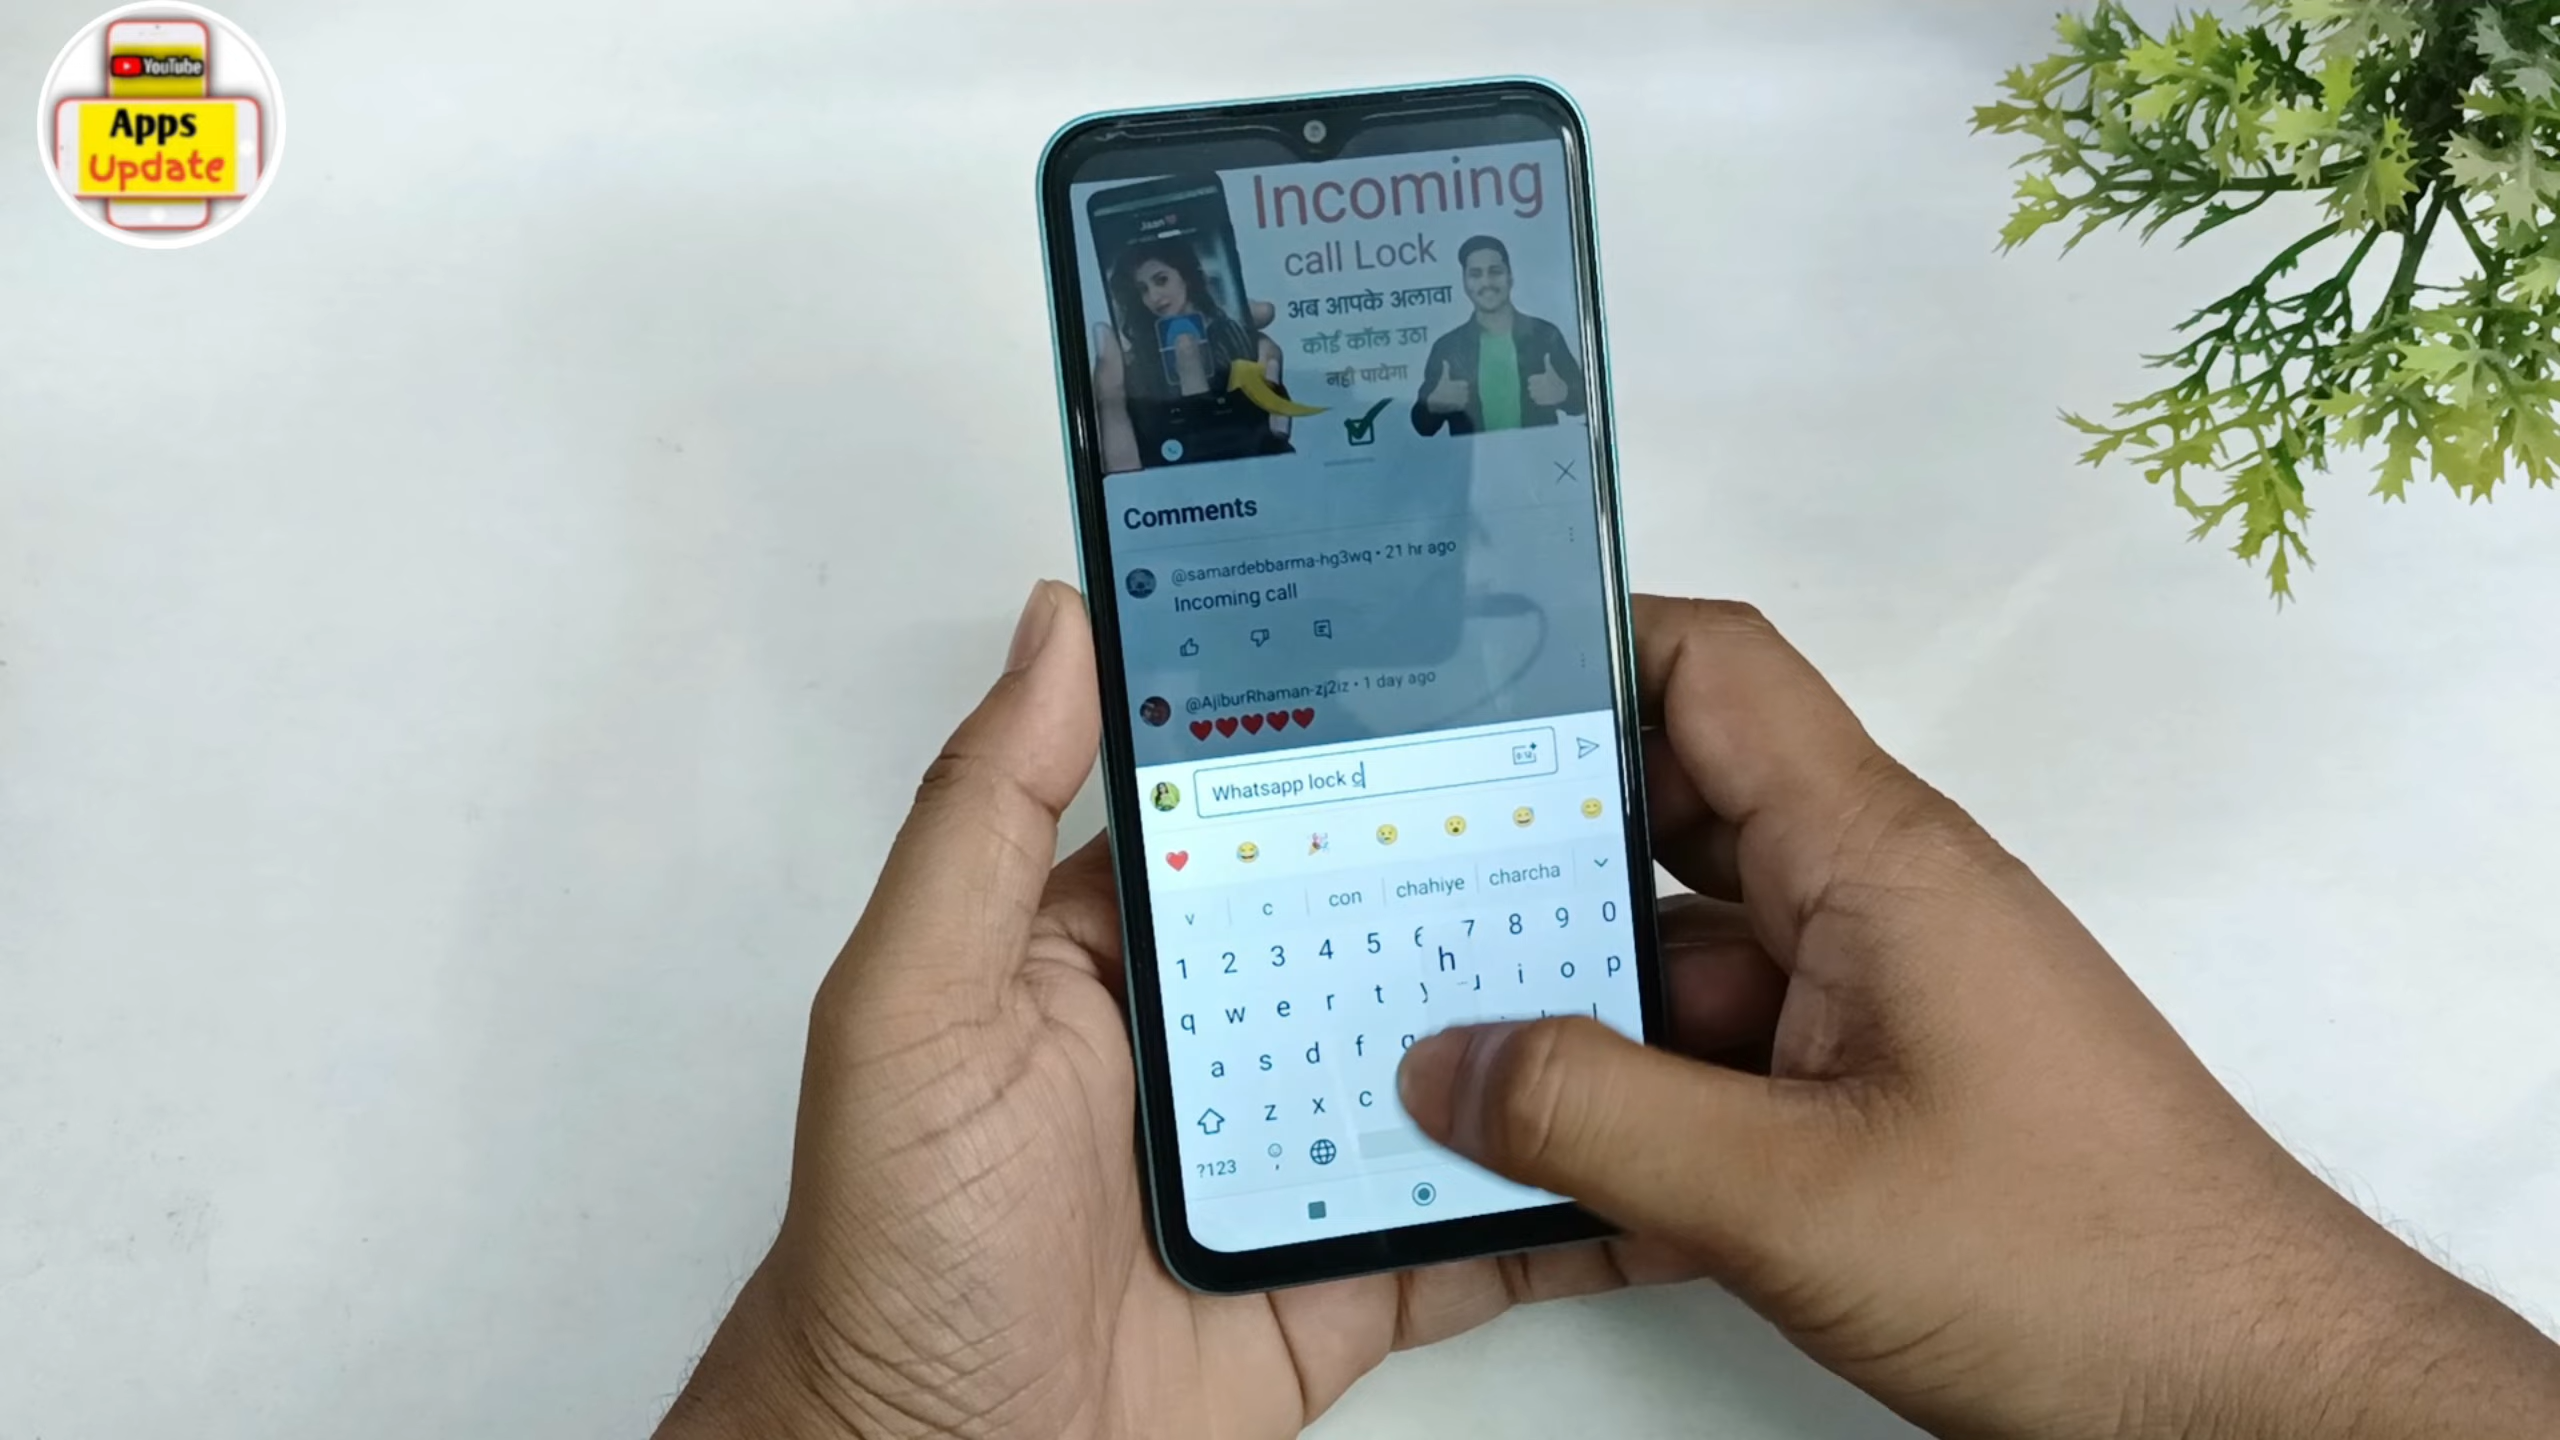 YouTube
Apps
Update
Jaan
Incoming
call Lock
अब आपके अलावा
कोई कॉल उठा
नही पायेगा
Comments
@samardebbarma-hg3wq • 21 hr ago
Incoming call
@AjiburRhaman-zj2iz • 1 day ago
Whatsapp lock c
v c con chahiye charcha
1 2 3 4 5 6 7 8 9 0
h
q w e r t y i o p
a s d f g
z x c
?123 ,